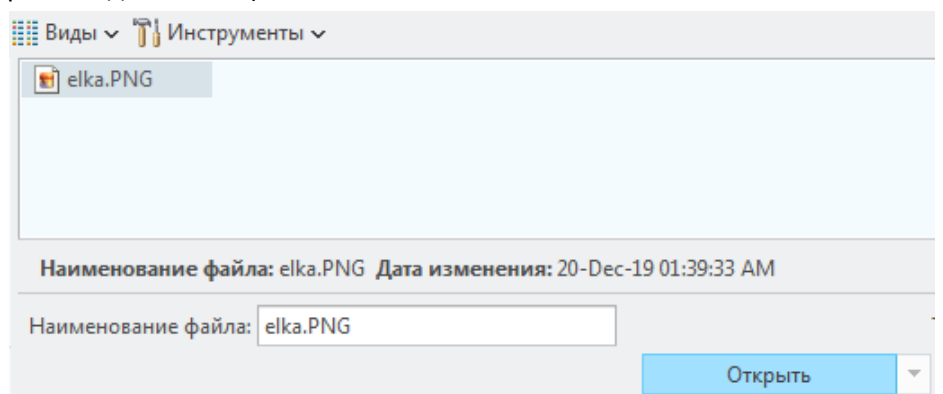 Виды Инструменты
elka.PNG
Наименование файла: elka.PNG Дата изменения: 20-Dec-19 01:39:33 AM
Наименование файла: elka.PNG
Открыть